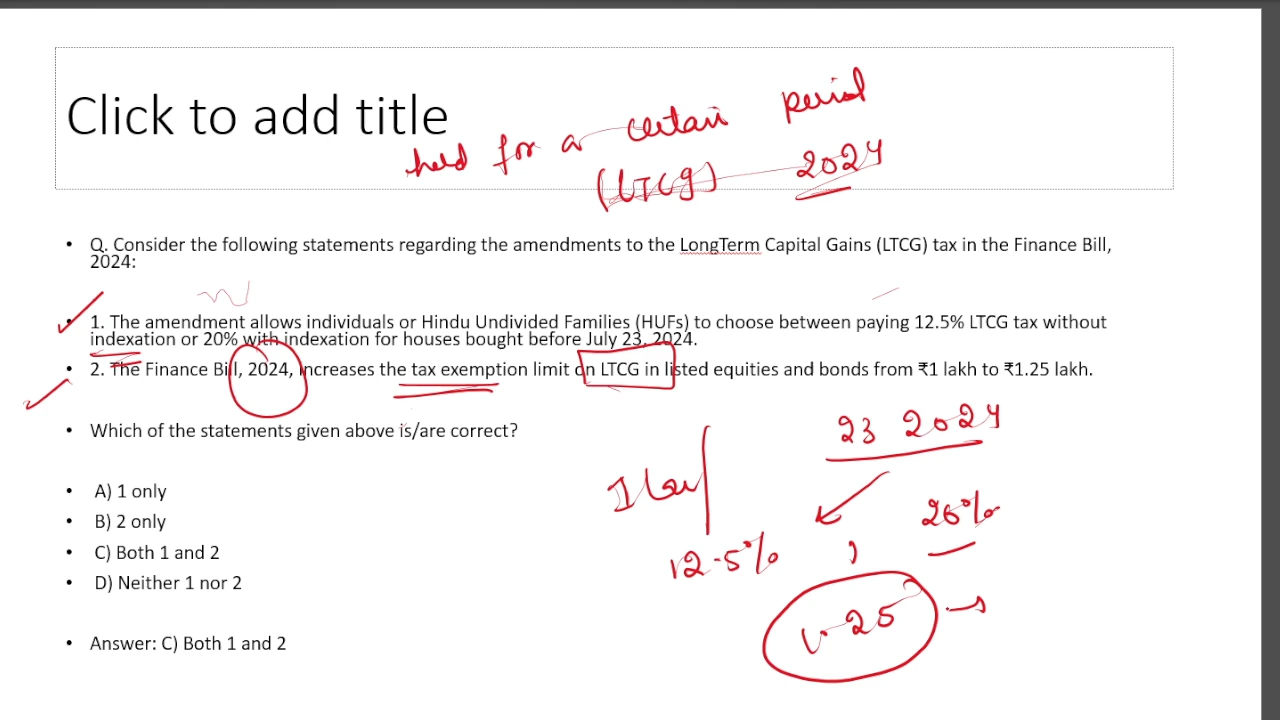 Click to add title
held for a certain period
(LTCG) 2024
• Q. Consider the following statements regarding the amendments to the LongTerm Capital Gains (LTCG) tax in the Finance Bill,
2024:
• 1. The amendment allows individuals or Hindu Undivided Families (HUFs) to choose between paying 12.5% LTCG tax without
indexation or 20% with indexation for houses bought before July 23, 2024.
• 2. The Finance Bill, 2024, increases the tax exemption limit on LTCG in listed equities and bonds from ₹1 lakh to ₹1.25 lakh.
• Which of the statements given above is/are correct?
23 2024
• A) 1 only
• B) 2 only
• C) Both 1 and 2
12.5%
• D) Neither 1 nor 2
• Answer: C) Both 1 and 2